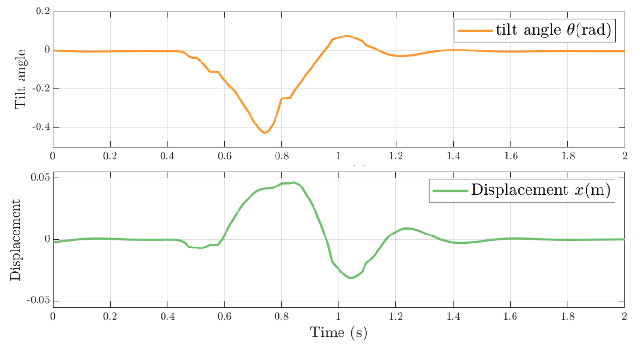 0.2
tilt angle θ(rad)
0
Tilt angle
-0.2
-0.4
0 0.2 0.4 0.6 0.8 1 1.2 1.4 1.6 1.8 2
0.05
Displacement x(m)
Displacement
0
-0.05
0 0.2 0.4 0.6 0.8 1 1.2 1.4 1.6 1.8 2
Time (s)